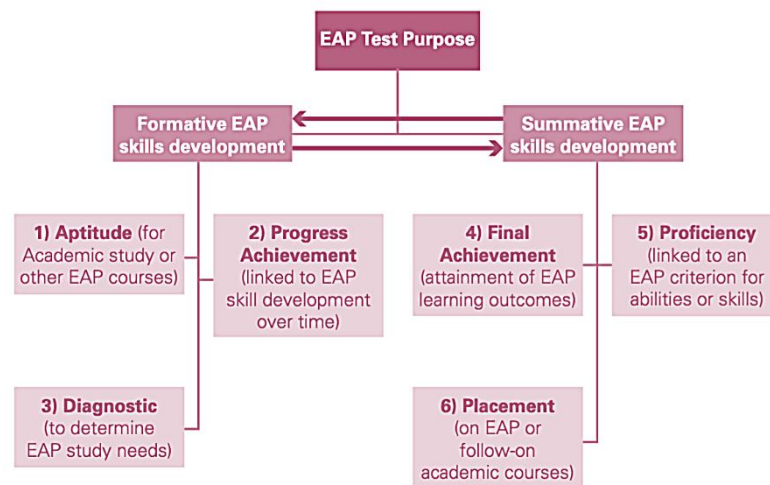 EAP Test Purpose
Formative EAP
skills development
Summative EAP
skills development
1) Aptitude (for
Academic study or
other EAP courses)
2) Progress
Achievement
(linked to EAP
skill development
over time)
4) Final
Achievement
(attainment of EAP
learning outcomes)
5) Proficiency
(linked to an
EAP criterion for
abilities or skills)
3) Diagnostic
(to determine
EAP study needs)
6) Placement
(on EAP or
follow-on
academic courses)